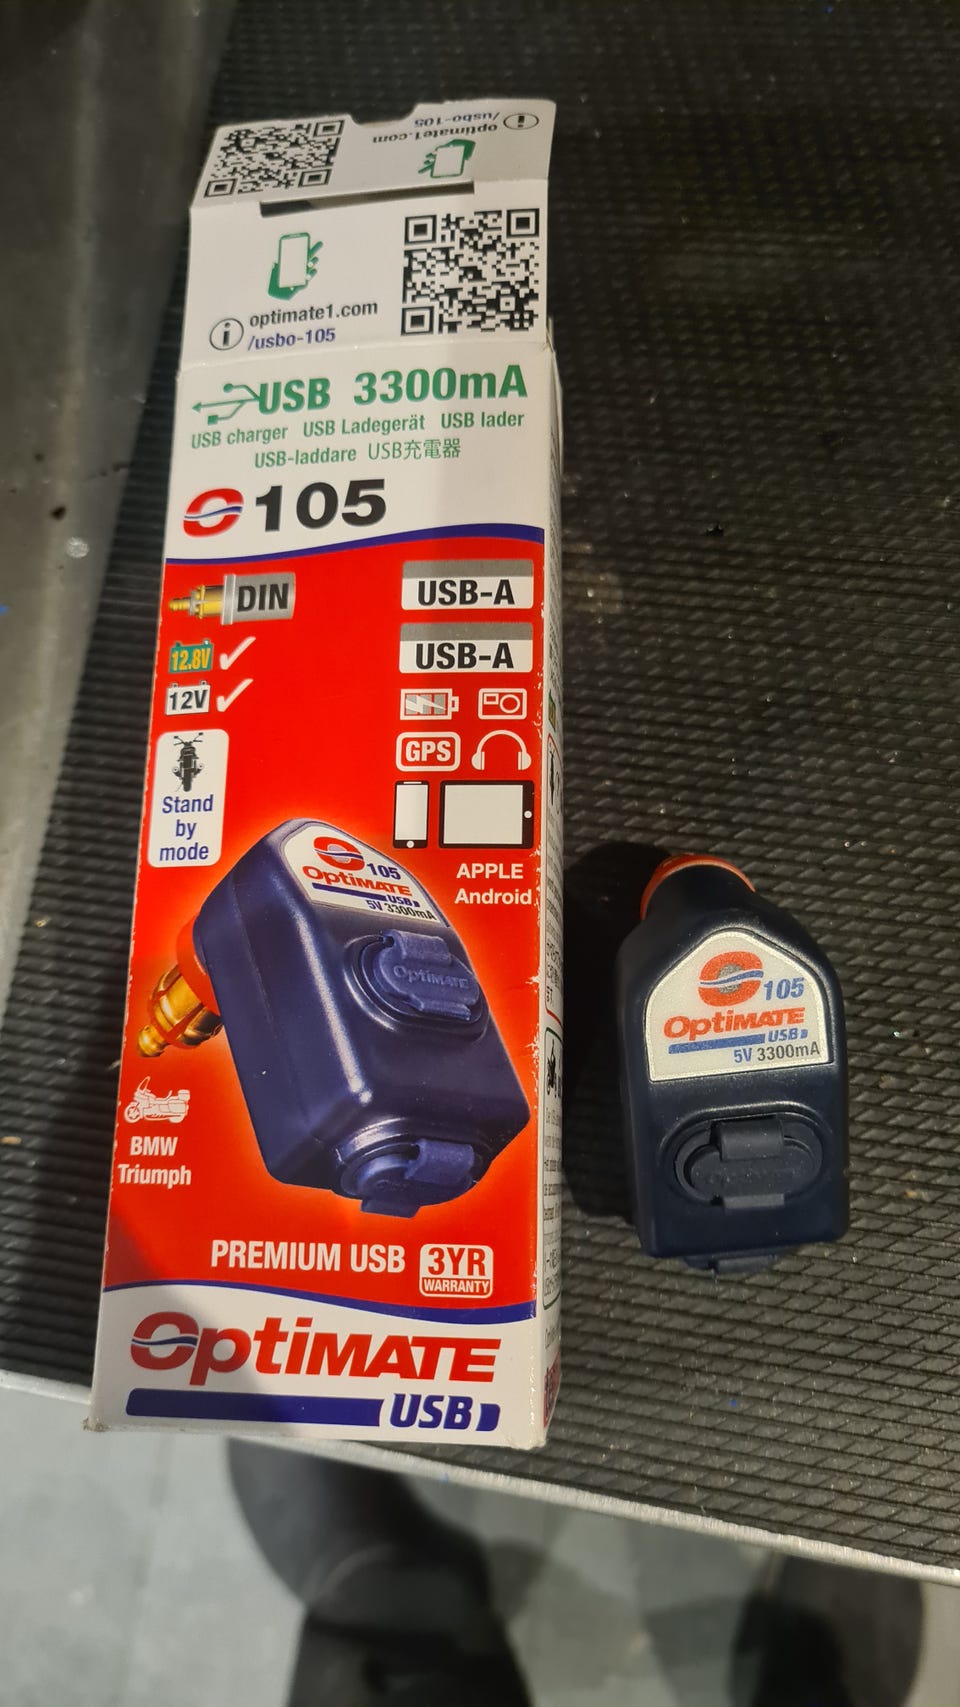 optimate1.com
/usbo-105
optimate1.com
/usbo-105
USB 3300mA
USB charger USB Ladegerät USB lader
USB-laddare USB充電器
105
DIN
USB-A
12.8V
USB-A
12V
GPS
Stand
by
mode
APPLE
Android
105
OptiMATE
USB
5V 3300mA
OptiMATE
BMW
Triumph
PREMIUM USB
3YR
WARRANTY
OptiMATE
USB
105
OptiMATE
USB
5V 3300mA